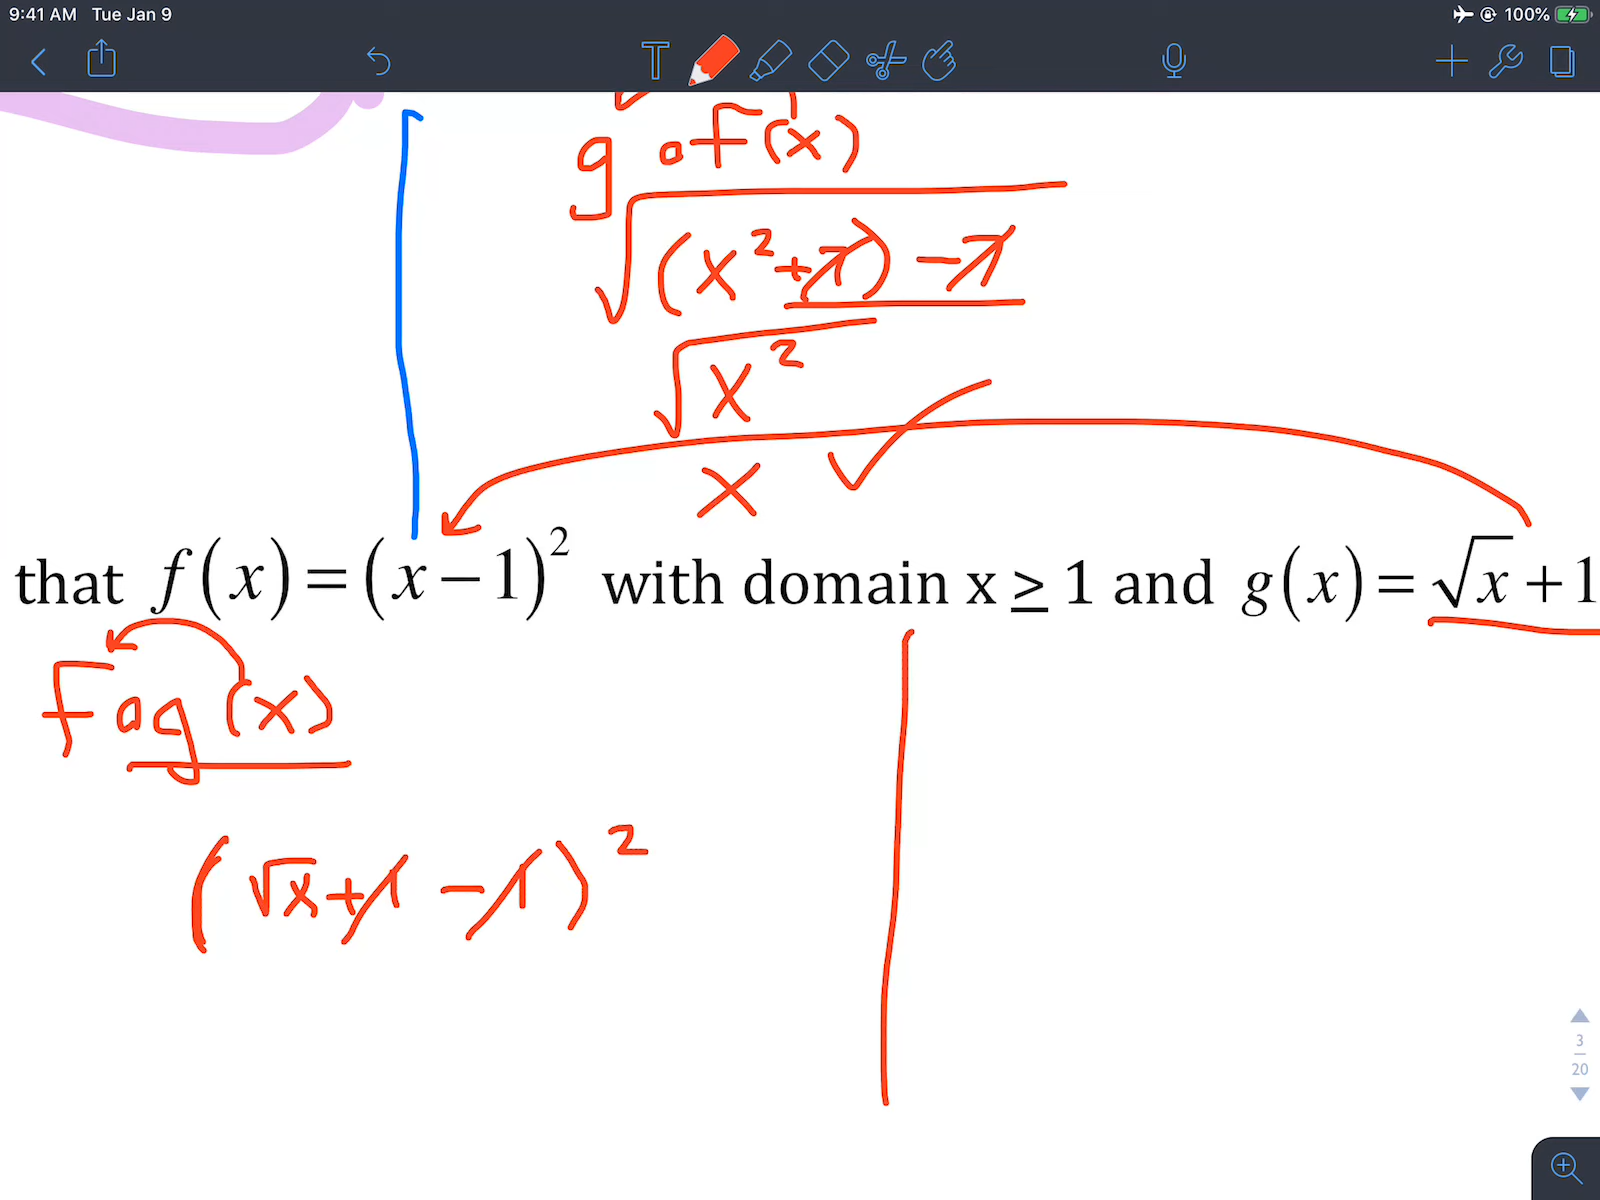 9:41 AM Tue Jan 9 100%
T
g o f(x)
√((x²+1) −1)
√x²
x ✓
that f(x)=(x−1)² with domain x ≥ 1 and g(x)=√x+1
f o g (x)
(√x+1 −1)²
3
20